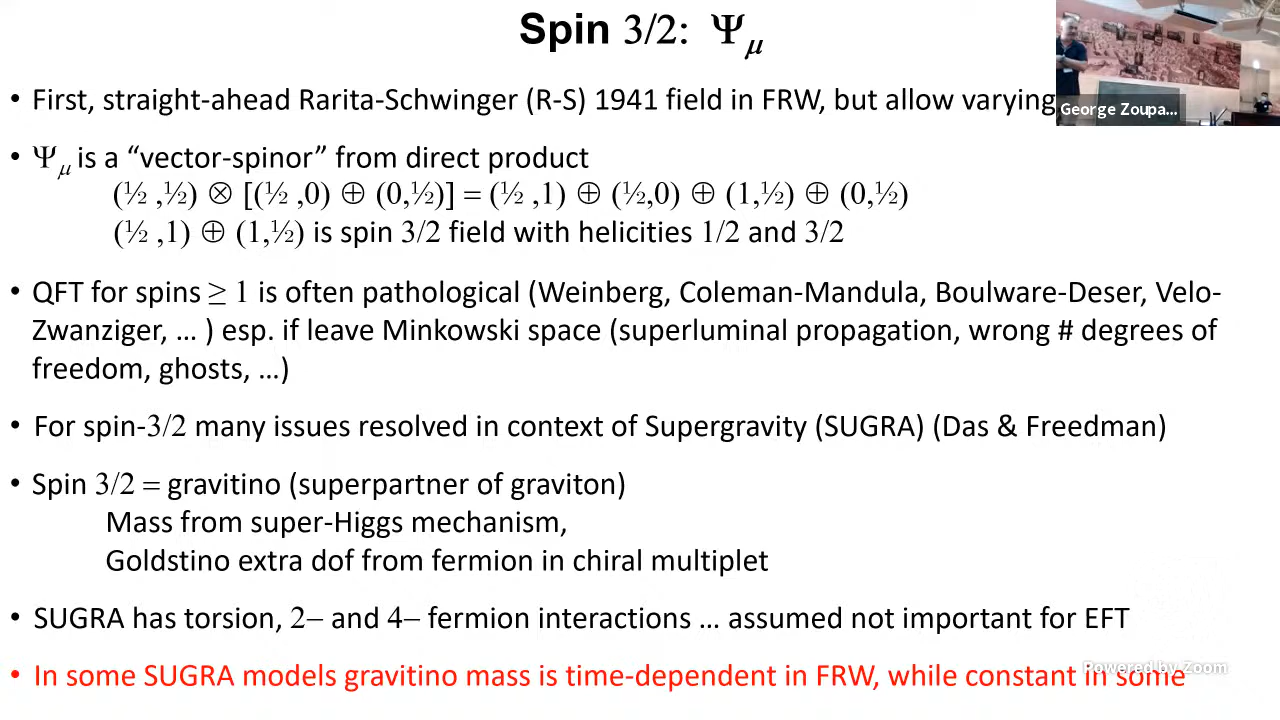 Spin 3/2: Ψμ
• First, straight-ahead Rarita-Schwinger (R-S) 1941 field in FRW, but allow varying
George Zoupa...
• Ψμ is a “vector-spinor” from direct product
(½ ,½) ⊗ [(½ ,0) ⊕ (0,½)] = (½ ,1) ⊕ (½,0) ⊕ (1,½) ⊕ (0,½)
(½ ,1) ⊕ (1,½) is spin 3/2 field with helicities 1/2 and 3/2
• QFT for spins ≥ 1 is often pathological (Weinberg, Coleman-Mandula, Boulware-Deser, Velo-
Zwanziger, … ) esp. if leave Minkowski space (superluminal propagation, wrong # degrees of
freedom, ghosts, …)
• For spin-3/2 many issues resolved in context of Supergravity (SUGRA) (Das & Freedman)
• Spin 3/2 = gravitino (superpartner of graviton)
Mass from super-Higgs mechanism,
Goldstino extra dof from fermion in chiral multiplet
• SUGRA has torsion, 2– and 4– fermion interactions … assumed not important for EFT
• In some SUGRA models gravitino mass is time-dependent in FRW, while constant in some
Powered by Zoom